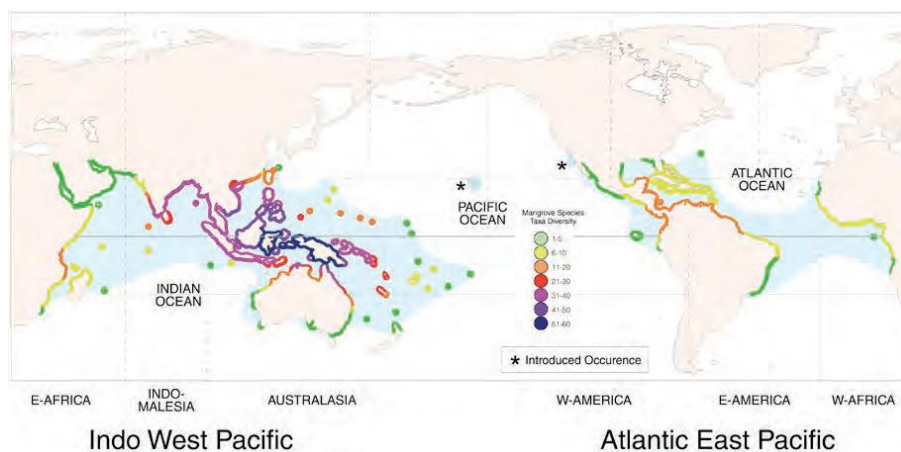 ATLANTIC
OCEAN
*
*
PACIFIC
OCEAN
Mangrove Species
Taxa Diversity
1-5
6-10
11-20
21-30
31-40
41-50
51-60
INDIAN
OCEAN
* Introduced Occurence
E-AFRICA
INDO-
MALESIA
AUSTRALASIA
W-AMERICA
E-AMERICA
W-AFRICA
Indo West Pacific
Atlantic East Pacific